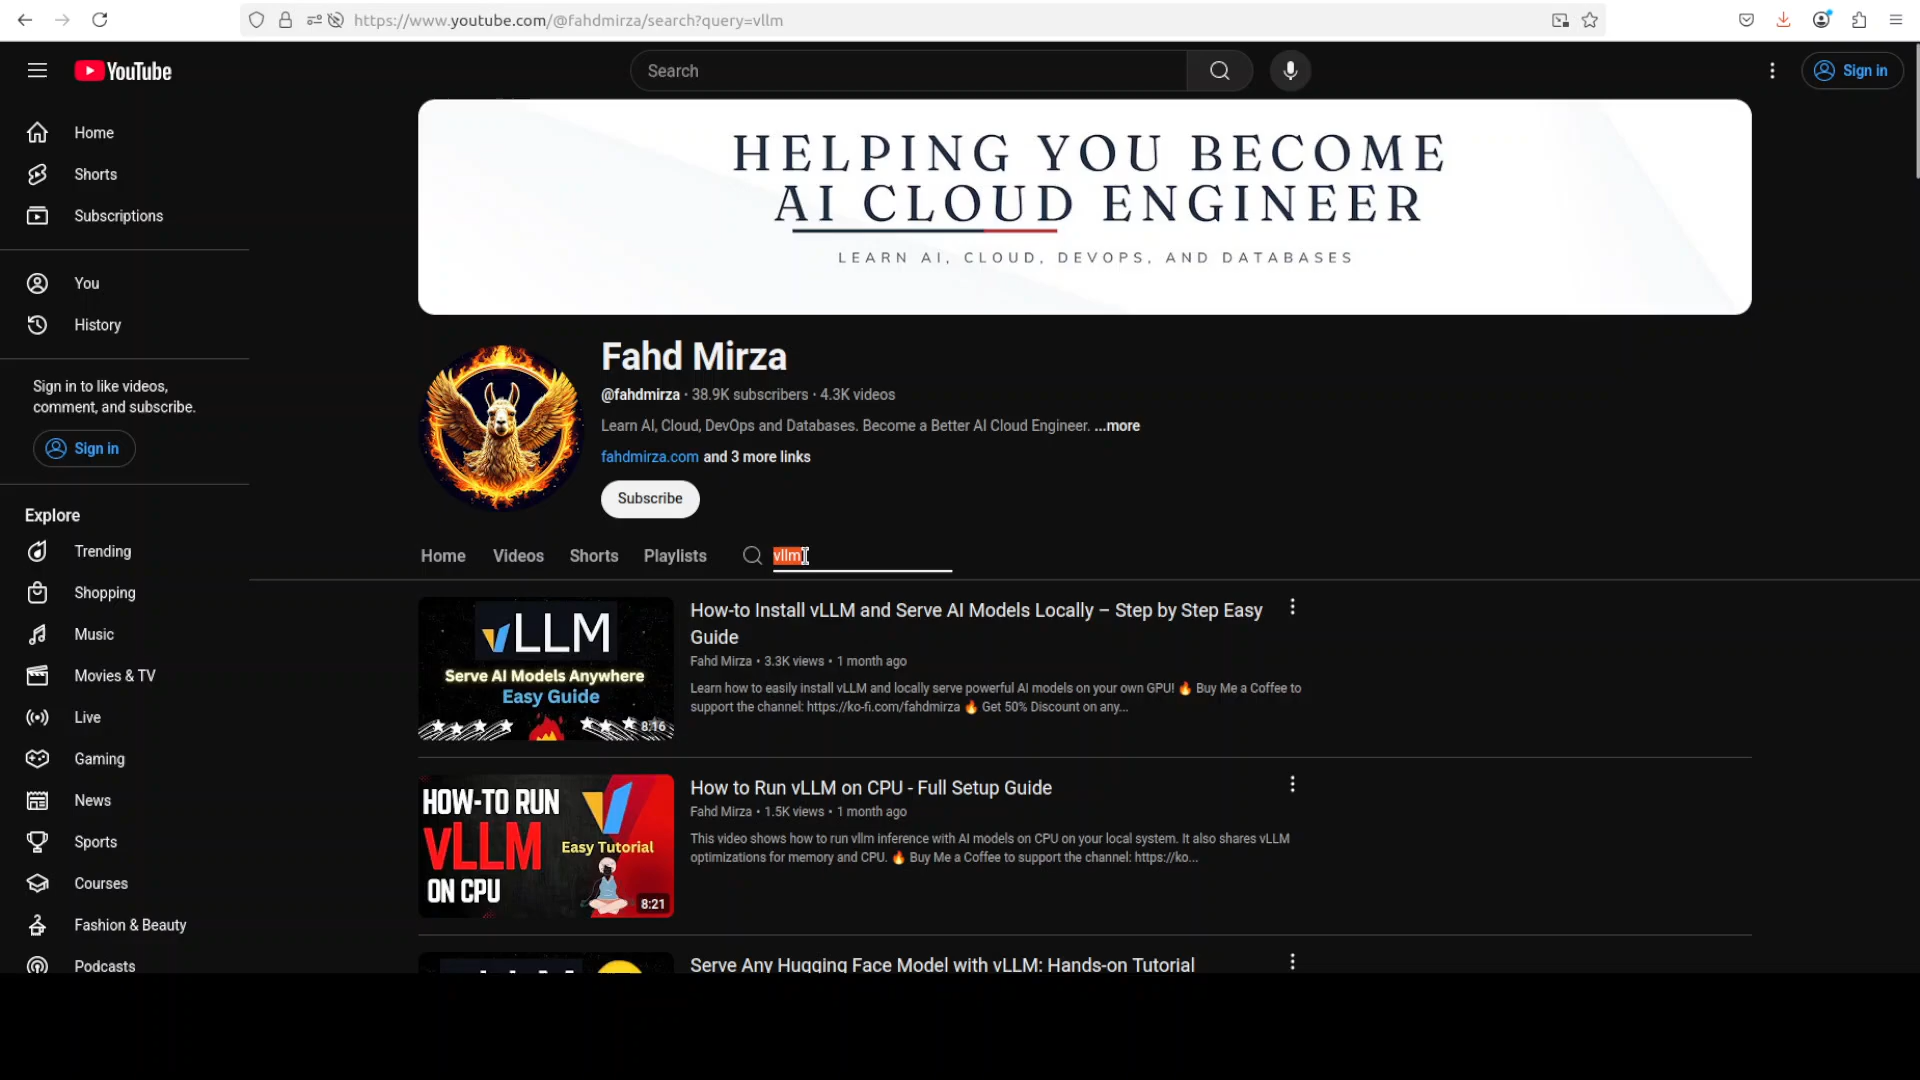 https://www.youtube.com/@fahdmirza/search?query=vllm
YouTube
Search
Sign in
Home
Shorts
Subscriptions
You
History
Sign in to like videos,
comment, and subscribe.
Sign in
Explore
Trending
Shopping
Music
Movies & TV
Live
Gaming
News
Sports
Courses
Fashion & Beauty
Podcasts
HELPING YOU BECOME
AI CLOUD ENGINEER
LEARN AI, CLOUD, DEVOPS, AND DATABASES
Fahd Mirza
@fahdmirza · 38.9K subscribers · 4.3K videos
Learn AI, Cloud, DevOps and Databases. Become a Better AI Cloud Engineer. ...more
fahdmirza.com and 3 more links
Subscribe
Home Videos Shorts Playlists vllm
vLLM
Serve AI Models Anywhere
Easy Guide
8:16
How-to Install vLLM and Serve AI Models Locally – Step by Step Easy
Guide
Fahd Mirza • 3.3K views • 1 month ago
Learn how to easily install vLLM and locally serve powerful AI models on your own GPU! 🔥 Buy Me a Coffee to
support the channel: https://ko-fi.com/fahdmirza 🔥 Get 50% Discount on any...
HOW-TO RUN
vLLM
ON CPU
Easy Tutorial
8:21
How to Run vLLM on CPU - Full Setup Guide
Fahd Mirza • 1.5K views • 1 month ago
This video shows how to run vllm inference with AI models on CPU on your local system. It also shares vLLM
optimizations for memory and CPU. 🔥 Buy Me a Coffee to support the channel: https://ko...
Serve Any Hugging Face Model with vLLM: Hands-on Tutorial